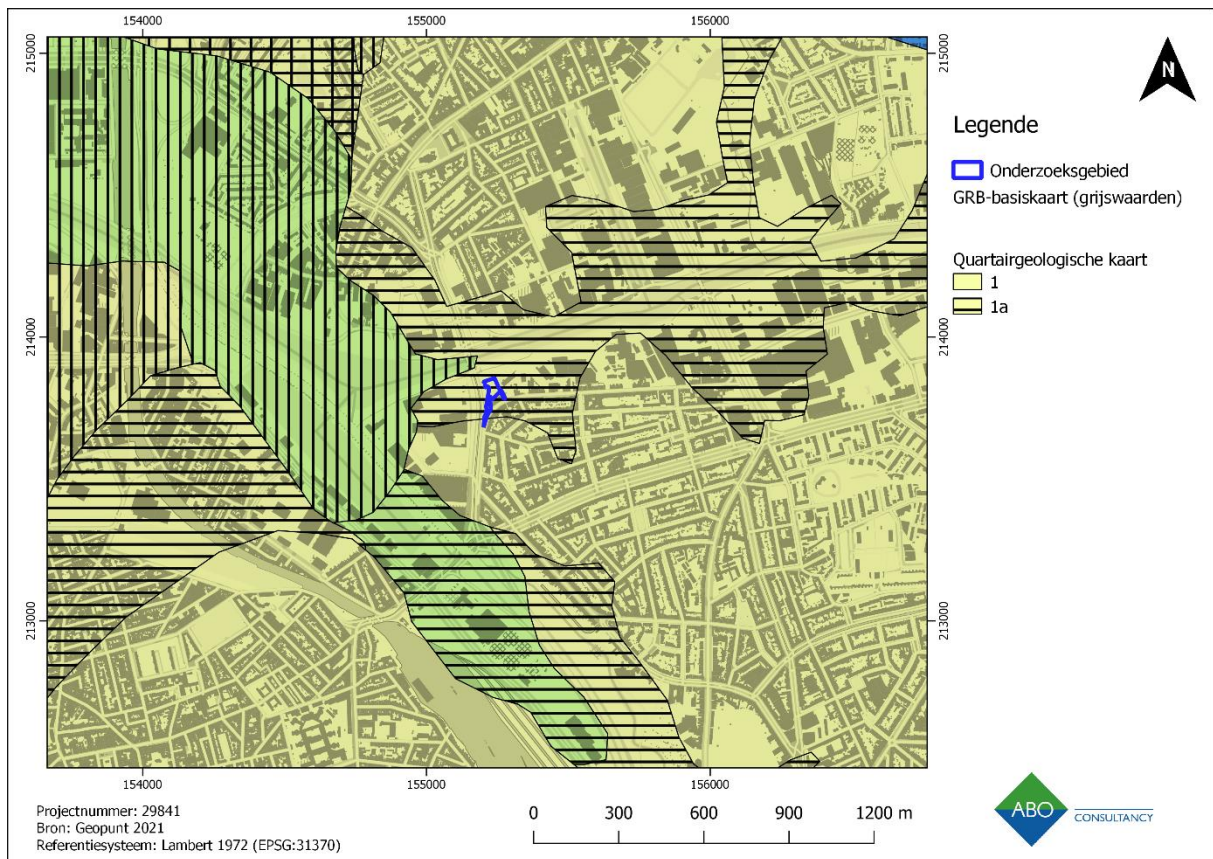 154000
155000
156000
215000
215000
N
Legende
Onderzoeksgebied
GRB-basiskaart (grijswaarden)
Quartairgeologische kaart
1
1a
214000
214000
213000
213000
154000
155000
156000
Projectnummer: 29841
Bron: Geopunt 2021
Referentiesysteem: Lambert 1972 (EPSG:31370)
0 300 600 900 1200 m
ABO
CONSULTANCY